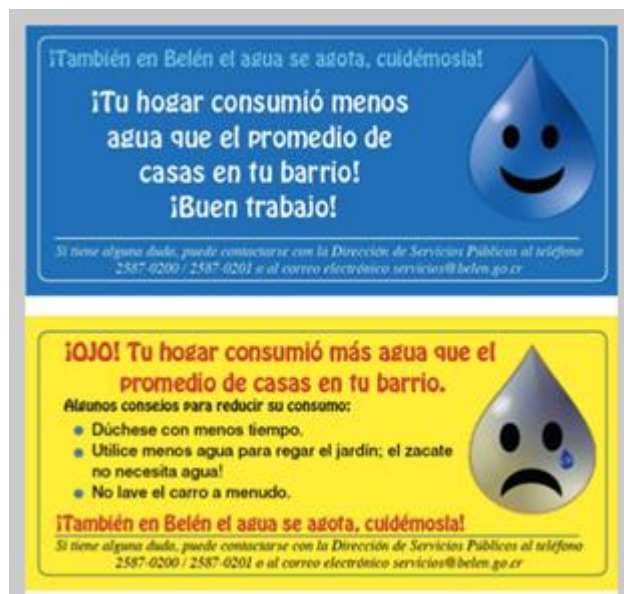 ¡También en Belén el agua se agota, cuidémosla!
¡Tu hogar consumió menos
agua que el promedio de
casas en tu barrio!
¡Buen trabajo!
Si tiene alguna duda, puede contactarse con la Dirección de Servicios Públicos al teléfono
2587-0200 / 2587-0201 o al correo electrónico servicios@belen.go.cr
¡OJO! Tu hogar consumió más agua que el
promedio de casas en tu barrio.
Algunos consejos para reducir su consumo:
Dúchese con menos tiempo.
Utilice menos agua para regar el jardín; el zacate
no necesita agua!
No lave el carro a menudo.
¡También en Belén el agua se agota, cuidémosla!
Si tiene alguna duda, puede contactarse con la Dirección de Servicios Públicos al teléfono
2587-0200 / 2587-0201 o al correo electrónico servicios@belen.go.cr